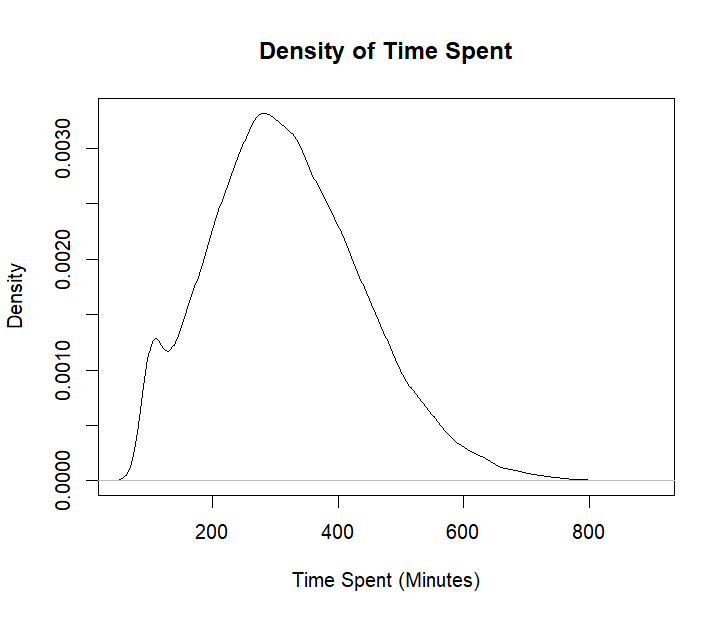 Density of Time Spent
Density
0.0030
0.0020
0.0010
0.0000
200 400 600 800
Time Spent (Minutes)